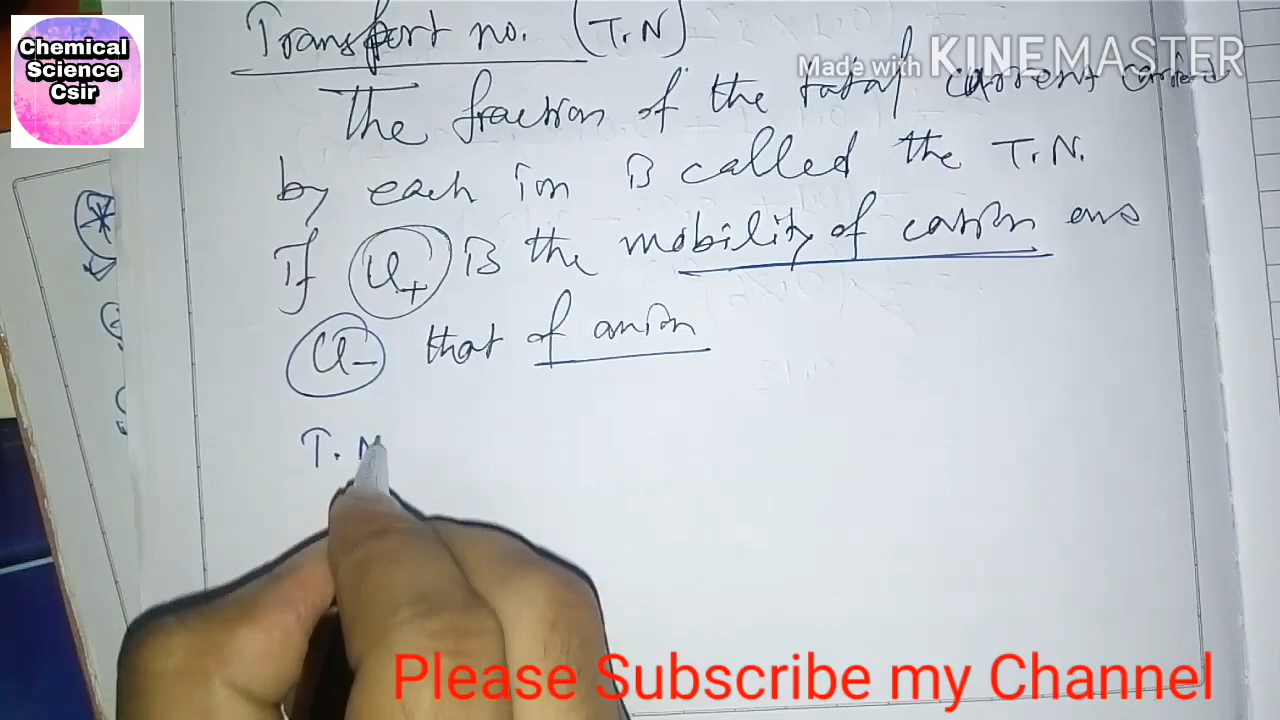 Chemical
Science
Csir
Made with KINEMASTER
Transport no. (T.N)
The fraction of the total current carried
by each ion is called the T.N.
If U+ is the mobility of cation and
U- that of anion
T.N
Please Subscribe my Channel